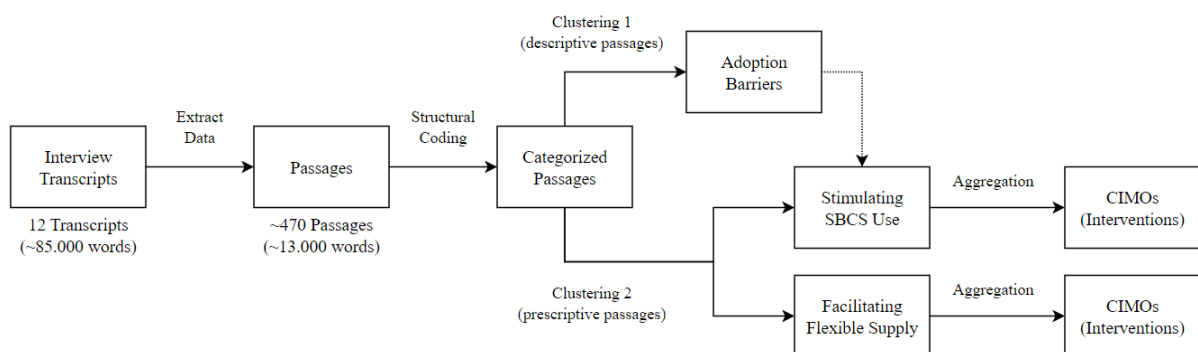 Clustering 1
(descriptive passages)
Adoption
Barriers
Extract
Data
Structural
Coding
Interview
Transcripts
Passages
Categorized
Passages
12 Transcripts
(~85.000 words)
~470 Passages
(~13.000 words)
Stimulating
SBCS Use
Aggregation
CIMOs
(Interventions)
Clustering 2
(prescriptive passages)
Facilitating
Flexible Supply
Aggregation
CIMOs
(Interventions)